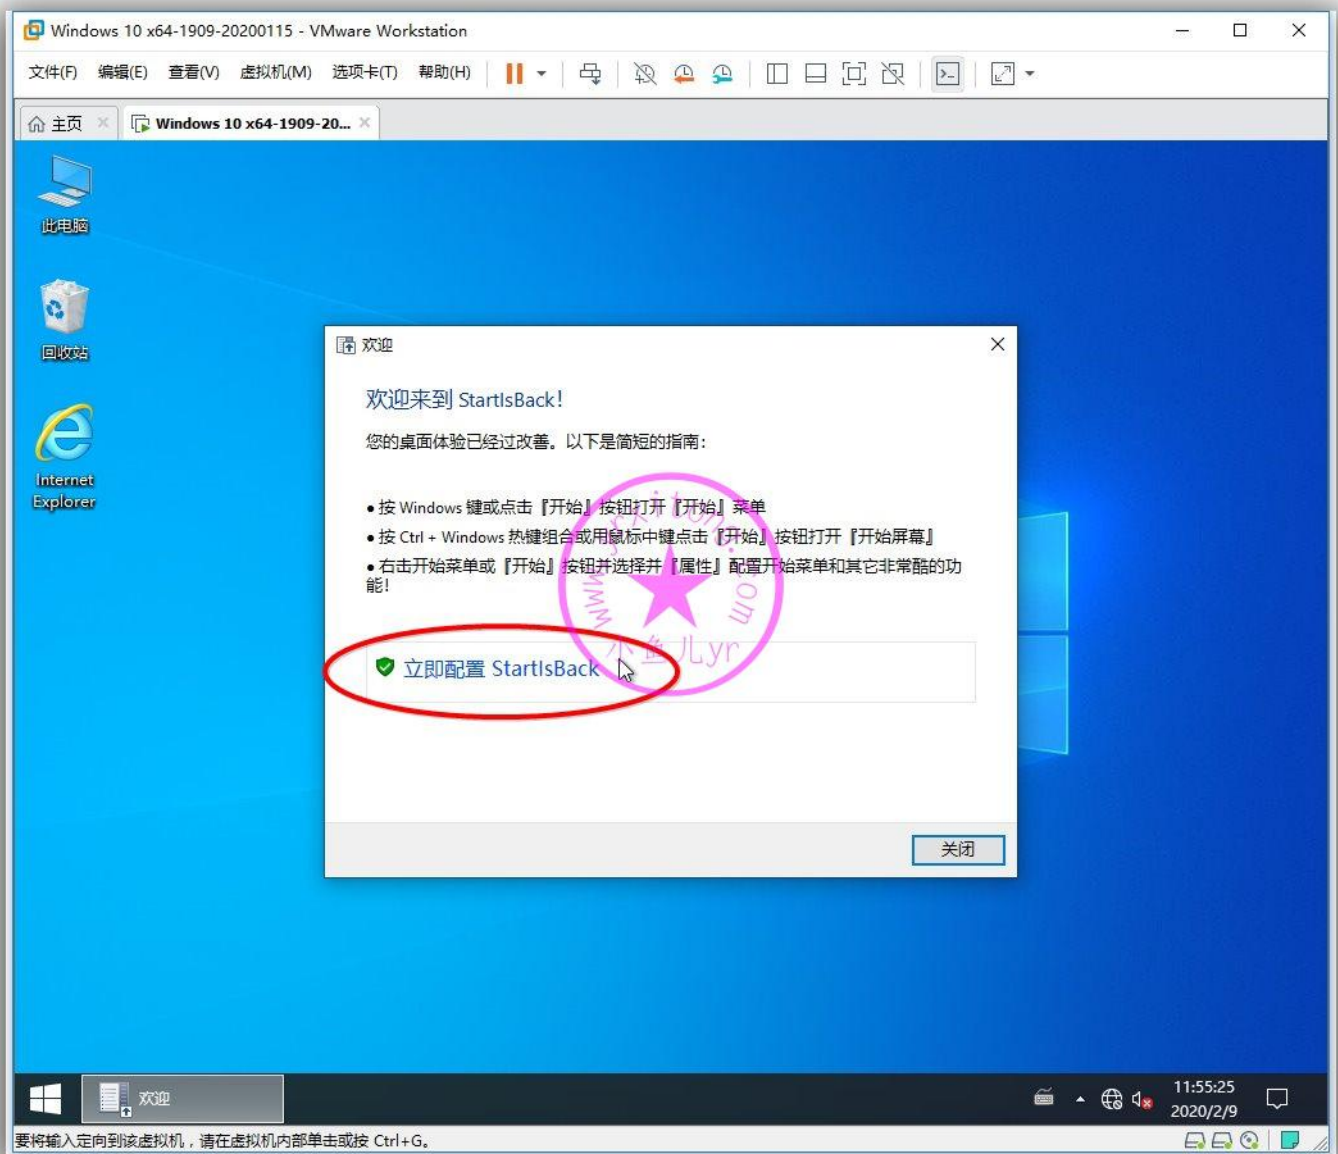 Windows 10 x64-1909-20200115 - VMware Workstation
文件(F) 编辑(E) 查看(V) 虚拟机(M) 选项卡(T) 帮助(H)
主页 Windows 10 x64-1909-20...
此电脑
回收站
Internet
Explorer
欢迎
欢迎来到 StartIsBack!
您的桌面体验已经过改善。以下是简短的指南:
• 按 Windows 键或点击『开始』按钮打开『开始』菜单
• 按 Ctrl + Windows 热键组合或用鼠标中键点击『开始』按钮打开『开始屏幕』
• 右击开始菜单或『开始』按钮并选择并『属性』配置开始菜单和其它非常酷的功
能!
小鱼儿yr
立即配置 StartIsBack
关闭
欢迎
11:55:25
2020/2/9
要将输入定向到该虚拟机，请在虚拟机内部单击或按 Ctrl+G。